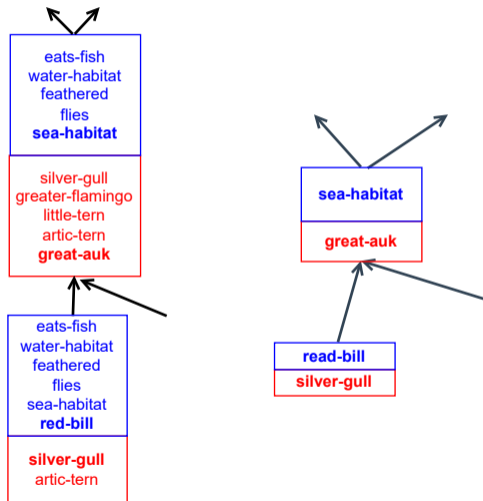 eats-fish
water-habitat
feathered
flies
sea-habitat
silver-gull
greater-flamingo
little-tern
artic-tern
great-auk
eats-fish
water-habitat
feathered
flies
sea-habitat
red-bill
silver-gull
artic-tern
sea-habitat
great-auk
read-bill
silver-gull